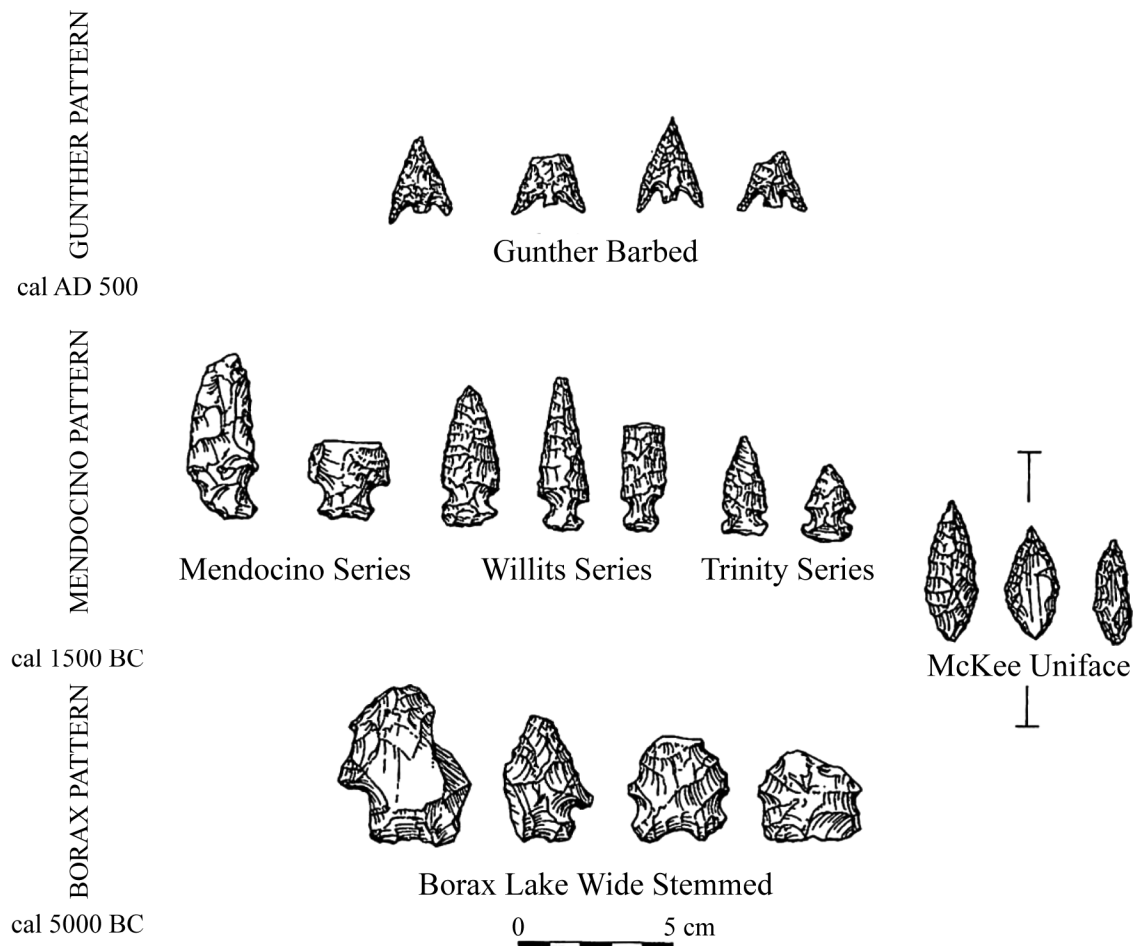 GUNTHER PATTERN
Gunther Barbed
cal AD 500
MENDOCINO PATTERN
Mendocino Series Willits Series Trinity Series
cal 1500 BC
McKee Uniface
BORAX PATTERN
Borax Lake Wide Stemmed
cal 5000 BC
0 5 cm